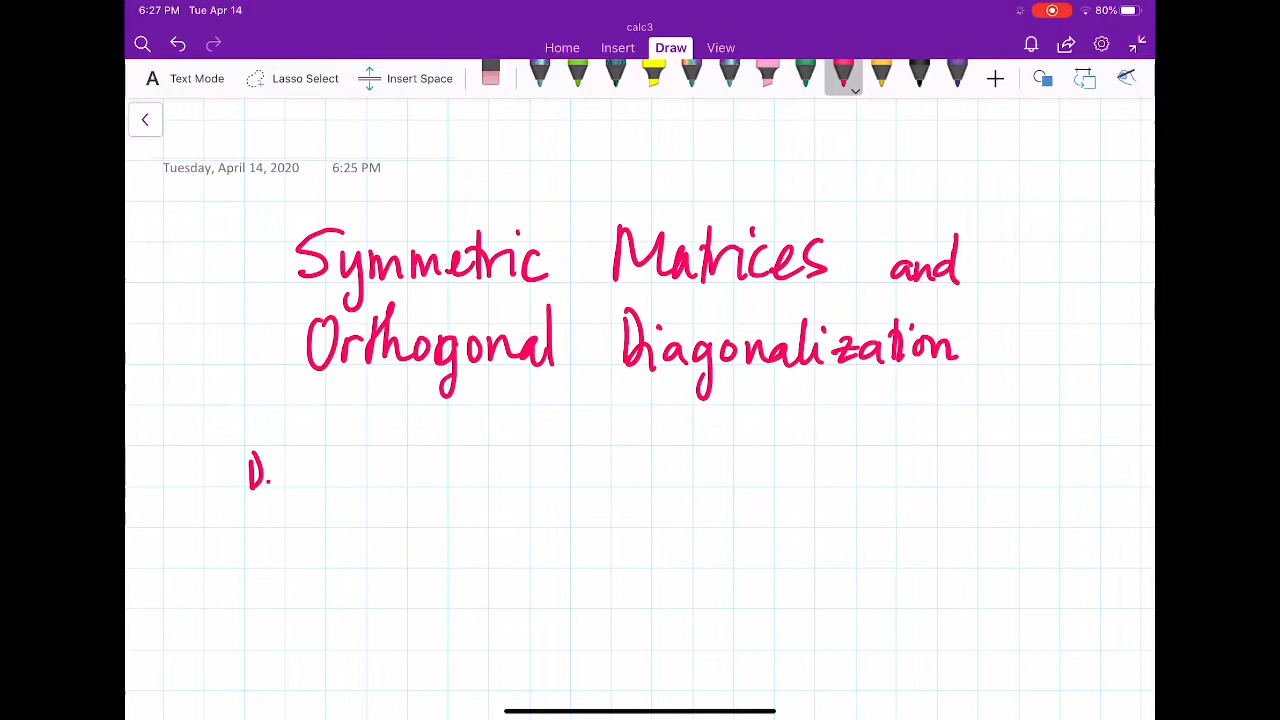 6:27 PM Tue Apr 14 80%
calc3
Home Insert Draw View
A Text Mode Lasso Select Insert Space
Tuesday, April 14, 2020 6:25 PM
Symmetric Matrices and
Orthogonal Diagonalization
D.